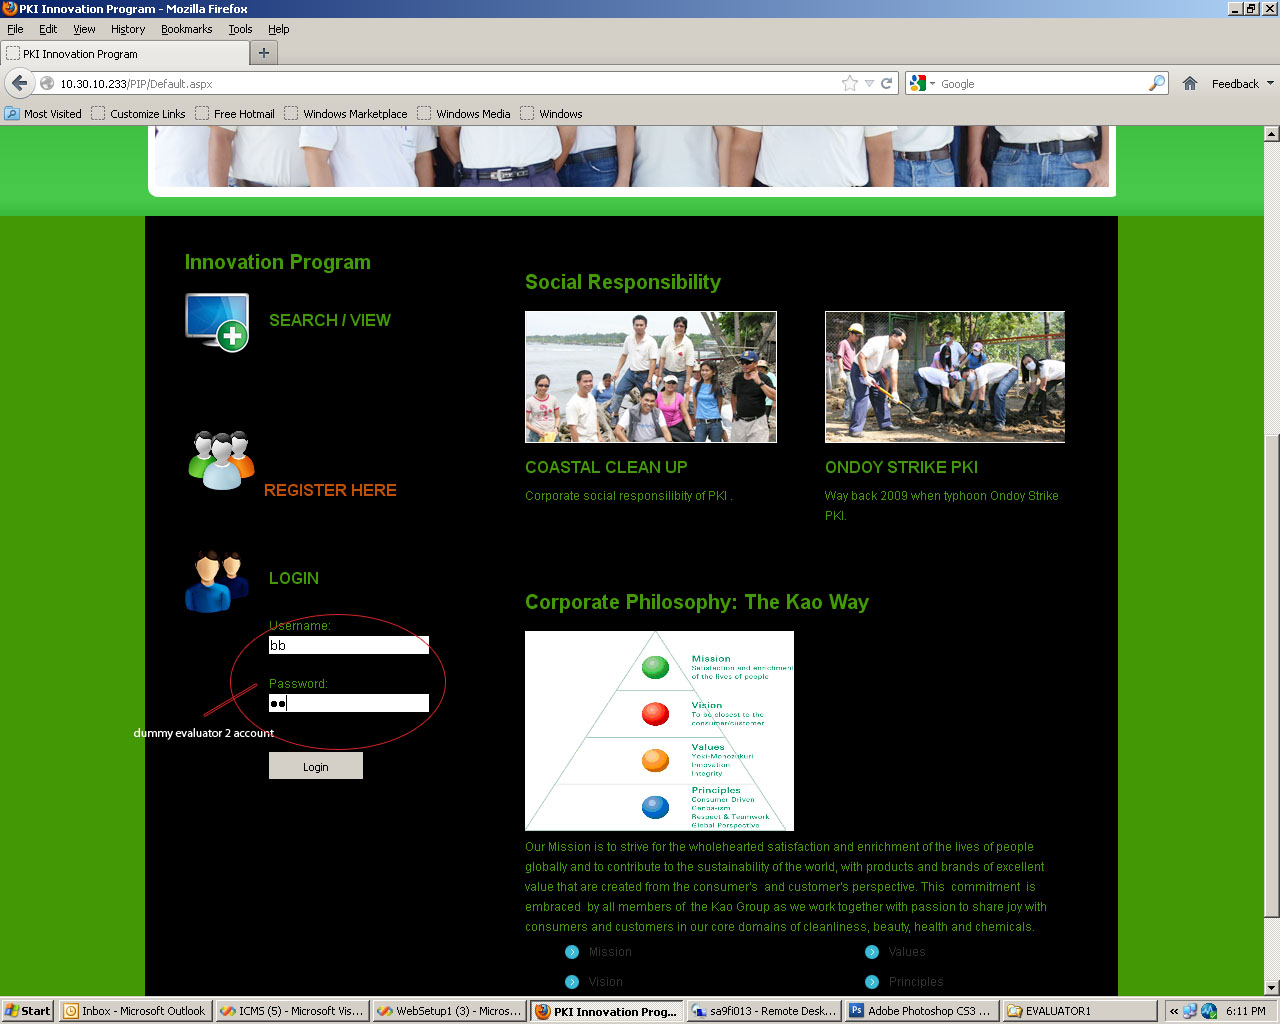 PKI Innovation Program - Mozilla Firefox
File Edit View History Bookmarks Tools Help
PKI Innovation Program
10.30.10.233/PIP/Default.aspx
Google
Feedback
Most Visited Customize Links Free Hotmail Windows Marketplace Windows Media Windows
Innovation Program
SEARCH / VIEW
REGISTER HERE
LOGIN
Username:
bb
Password:
dummy evaluator 2 account
Login
Social Responsibility
COASTAL CLEAN UP
Corporate social responsilibity of PKI .
ONDOY STRIKE PKI
Way back 2009 when typhoon Ondoy Strike
PKI.
Corporate Philosophy: The Kao Way
Mission
Satisfaction and enrichment
of the lives of people
Vision
To be closest to the
consumer/customer
Values
Yoki-Monozukuri
Innovation
Integrity
Principles
Consumer Driven
Genba-ism
Respect & Teamwork
Global Perspective
Our Mission is to strive for the wholehearted satisfaction and enrichment of the lives of people
globally and to contribute to the sustainability of the world, with products and brands of excellent
value that are created from the consumer's and customer's perspective. This commitment is
embraced by all members of the Kao Group as we work together with passion to share joy with
consumers and customers in our core domains of cleanliness, beauty, health and chemicals.
Mission
Values
Vision
Principles
Start
Inbox - Microsoft Outlook
ICMS (5) - Microsoft Vis...
WebSetup1 (3) - Micros...
PKI Innovation Prog...
sa9fi013 - Remote Desk...
Adobe Photoshop CS3 ...
EVALUATOR1
6:11 PM